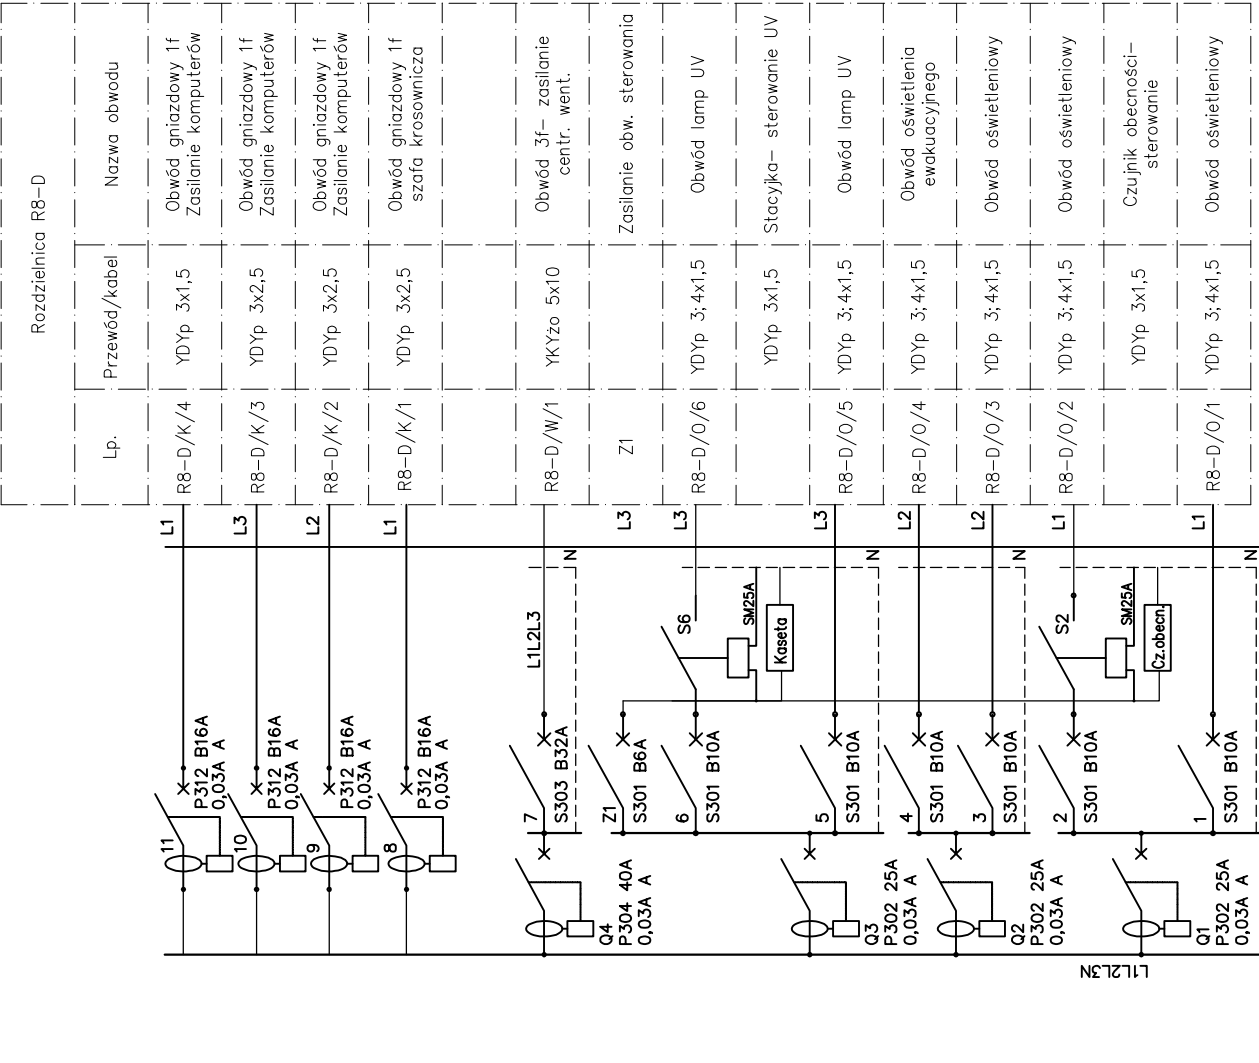 Rozdzielnica R8-D
Lp.
Przewód/kabel
Nazwa obwodu
R8-D/K/4
YDYp 3x1,5
Obwód gniazdowy 1f
Zasilanie komputerów
R8-D/K/3
YDYp 3x2,5
Obwód gniazdowy 1f
Zasilanie komputerów
R8-D/K/2
YDYp 3x2,5
Obwód gniazdowy 1f
Zasilanie komputerów
R8-D/K/1
YDYp 3x2,5
Obwód gniazdowy 1f
szafa krosownicza
R8-D/W/1
YKYżo 5x10
Obwód 3f- zasilanie
centr. went.
Z1
Zasilanie obw. sterowania
R8-D/O/6
YDYp 3;4x1,5
Obwód lamp UV
YDYp 3x1,5
Stacyjka- sterowanie UV
R8-D/O/5
YDYp 3;4x1,5
Obwód lamp UV
R8-D/O/4
YDYp 3;4x1,5
Obwód oświetlenia
ewakuacyjnego
R8-D/O/3
YDYp 3;4x1,5
Obwód oświetleniowy
R8-D/O/2
YDYp 3;4x1,5
Obwód oświetleniowy
YDYp 3x1,5
Czujnik obecności-
sterowanie
R8-D/O/1
YDYp 3;4x1,5
Obwód oświetleniowy
L1
L3
L2
L1
L3
L3
L3
L2
L2
L1
L1
N
N
N
N
L1L2L3
S6
SM25A
Kaseta
S2
SM25A
Cz.obecn.
11
P312 B16A
0,03A A
10
P312 B16A
0,03A A
9
P312 B16A
0,03A A
8
P312 B16A
0,03A A
7
S303 B32A
Z1
S301 B6A
6
S301 B10A
5
S301 B10A
4
S301 B10A
3
S301 B10A
2
S301 B10A
1
S301 B10A
Q4
P304 40A
0,03A A
Q3
P302 25A
0,03A A
Q2
P302 25A
0,03A A
Q1
P302 25A
0,03A A
L1L2L3N